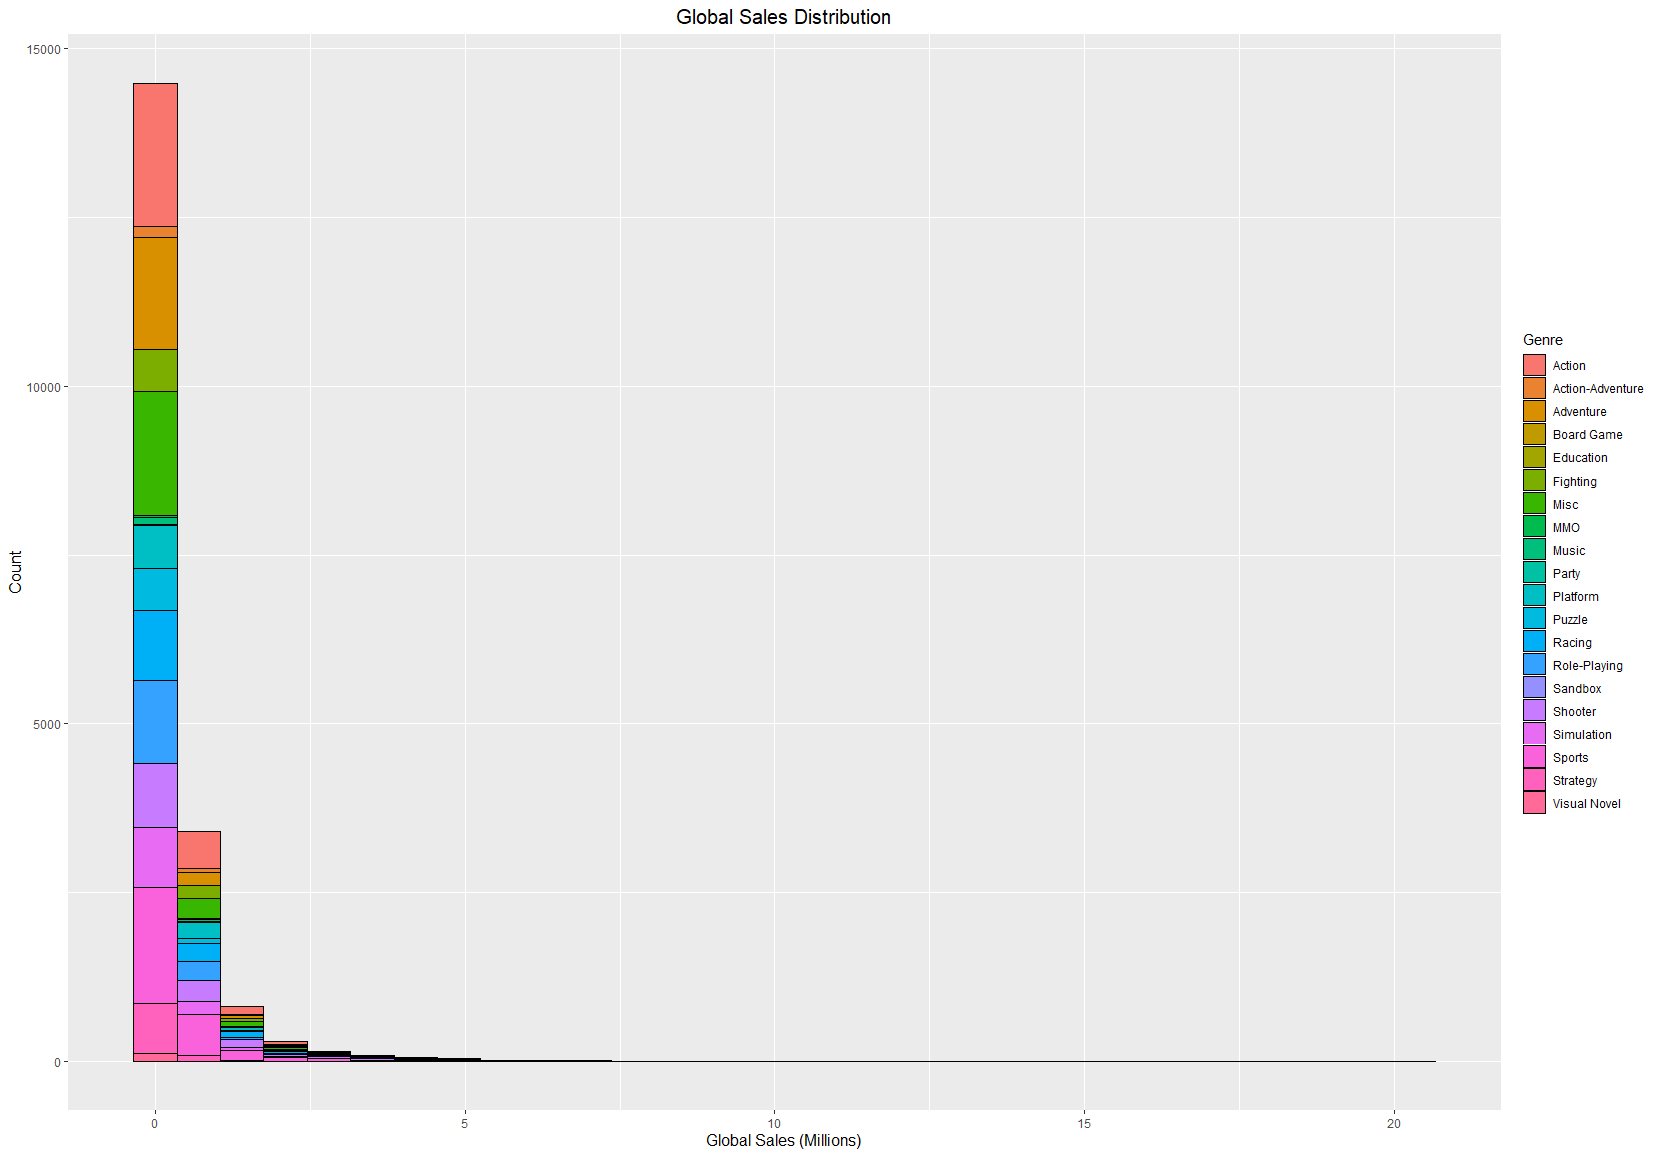 Global Sales Distribution
15000
10000
5000
0
Count
0 5 10 15 20
Global Sales (Millions)
Genre
Action
Action-Adventure
Adventure
Board Game
Education
Fighting
Misc
MMO
Music
Party
Platform
Puzzle
Racing
Role-Playing
Sandbox
Shooter
Simulation
Sports
Strategy
Visual Novel